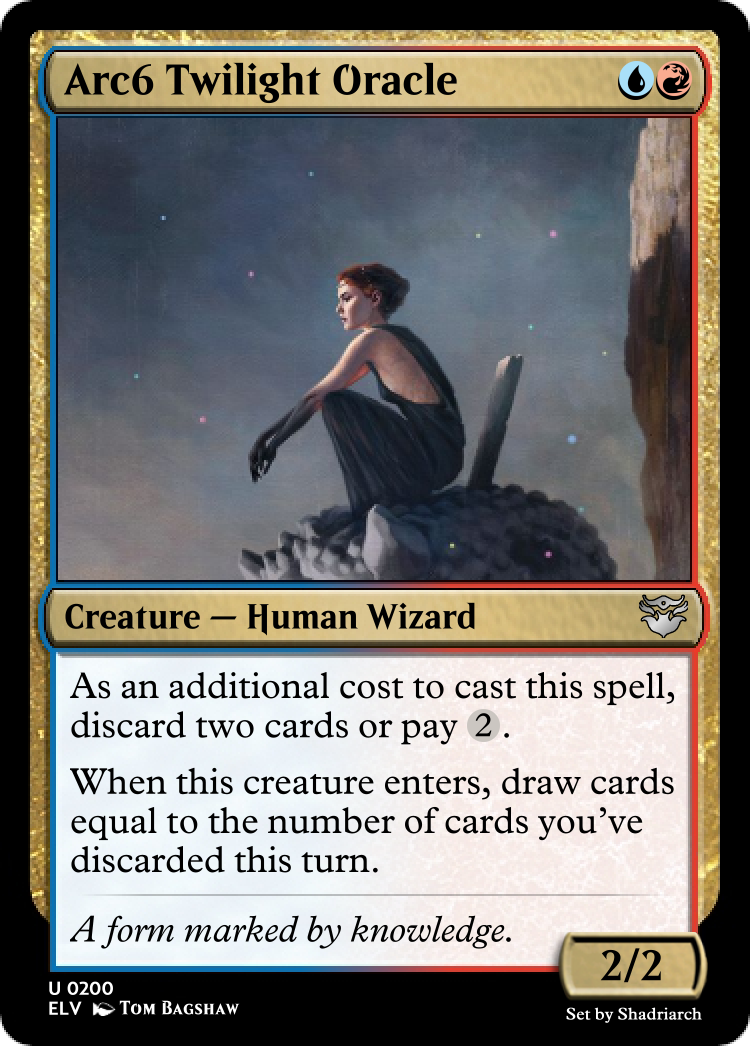 Arc6 Twilight Oracle
Creature — Human Wizard
As an additional cost to cast this spell,
discard two cards or pay 2.
When this creature enters, draw cards
equal to the number of cards you've
discarded this turn.
A form marked by knowledge.
2/2
U 0200
ELV Tom Bagshaw
Set by Shadriarch